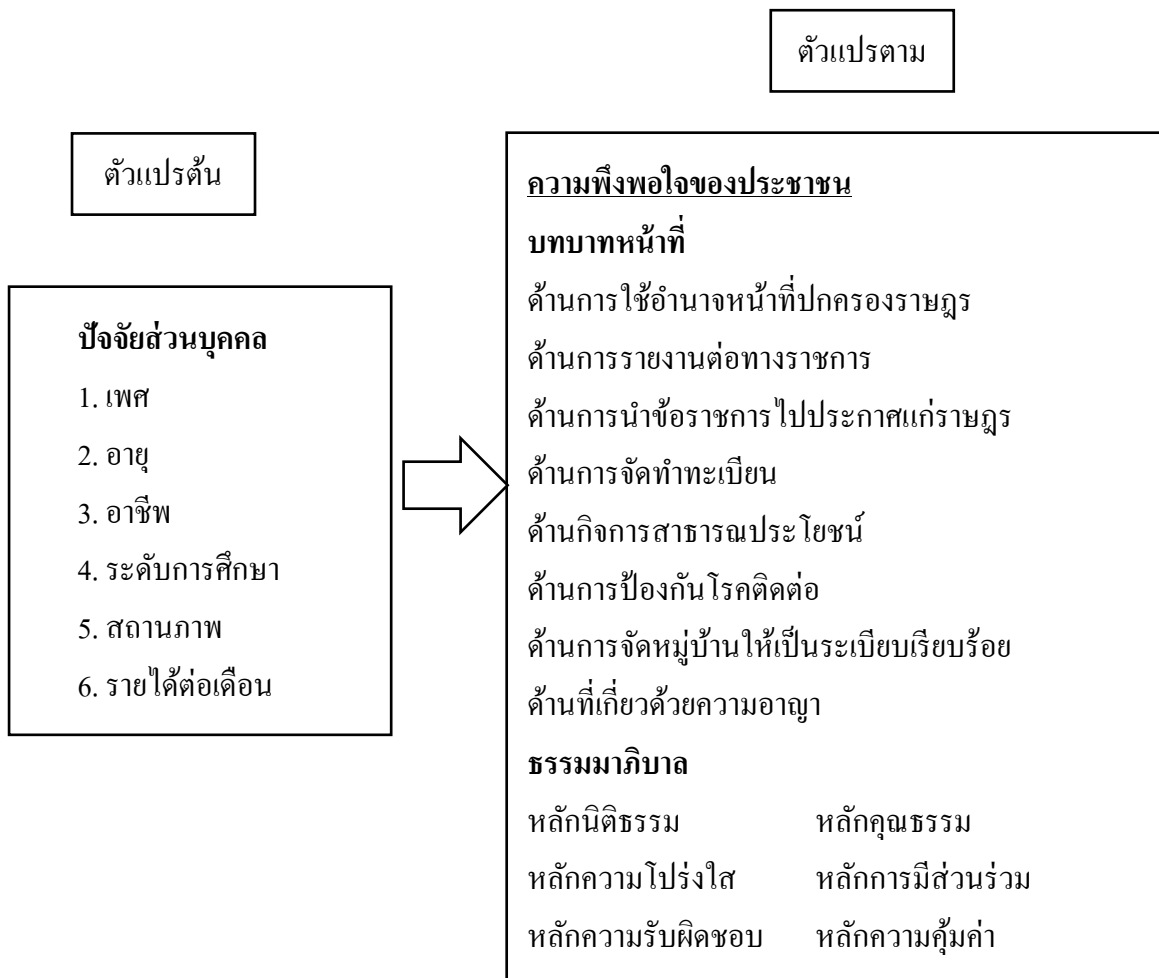 ตัวแปรตาม
ตัวแปรต้น
ปัจจัยส่วนบุคคล
1. เพศ
2. อายุ
3. อาชีพ
4. ระดับการศึกษา
5. สถานภาพ
6. รายได้ต่อเดือน
ความพึงพอใจของประชาชน
บทบาทหน้าที่
ด้านการใช้อำนาจหน้าที่ปกครองราษฎร
ด้านการรายงานต่อทางราชการ
ด้านการนำข้อราชการไปประกาศแก่ราษฎร
ด้านการจัดทำทะเบียน
ด้านกิจการสาธารณประโยชน์
ด้านการป้องกันโรคติดต่อ
ด้านการจัดหมู่บ้านให้เป็นระเบียบเรียบร้อย
ด้านที่เกี่ยวด้วยความอาญา
ธรรมมาภิบาล
หลักนิติธรรม หลักคุณธรรม
หลักความโปร่งใส หลักการมีส่วนร่วม
หลักความรับผิดชอบ หลักความคุ้มค่า